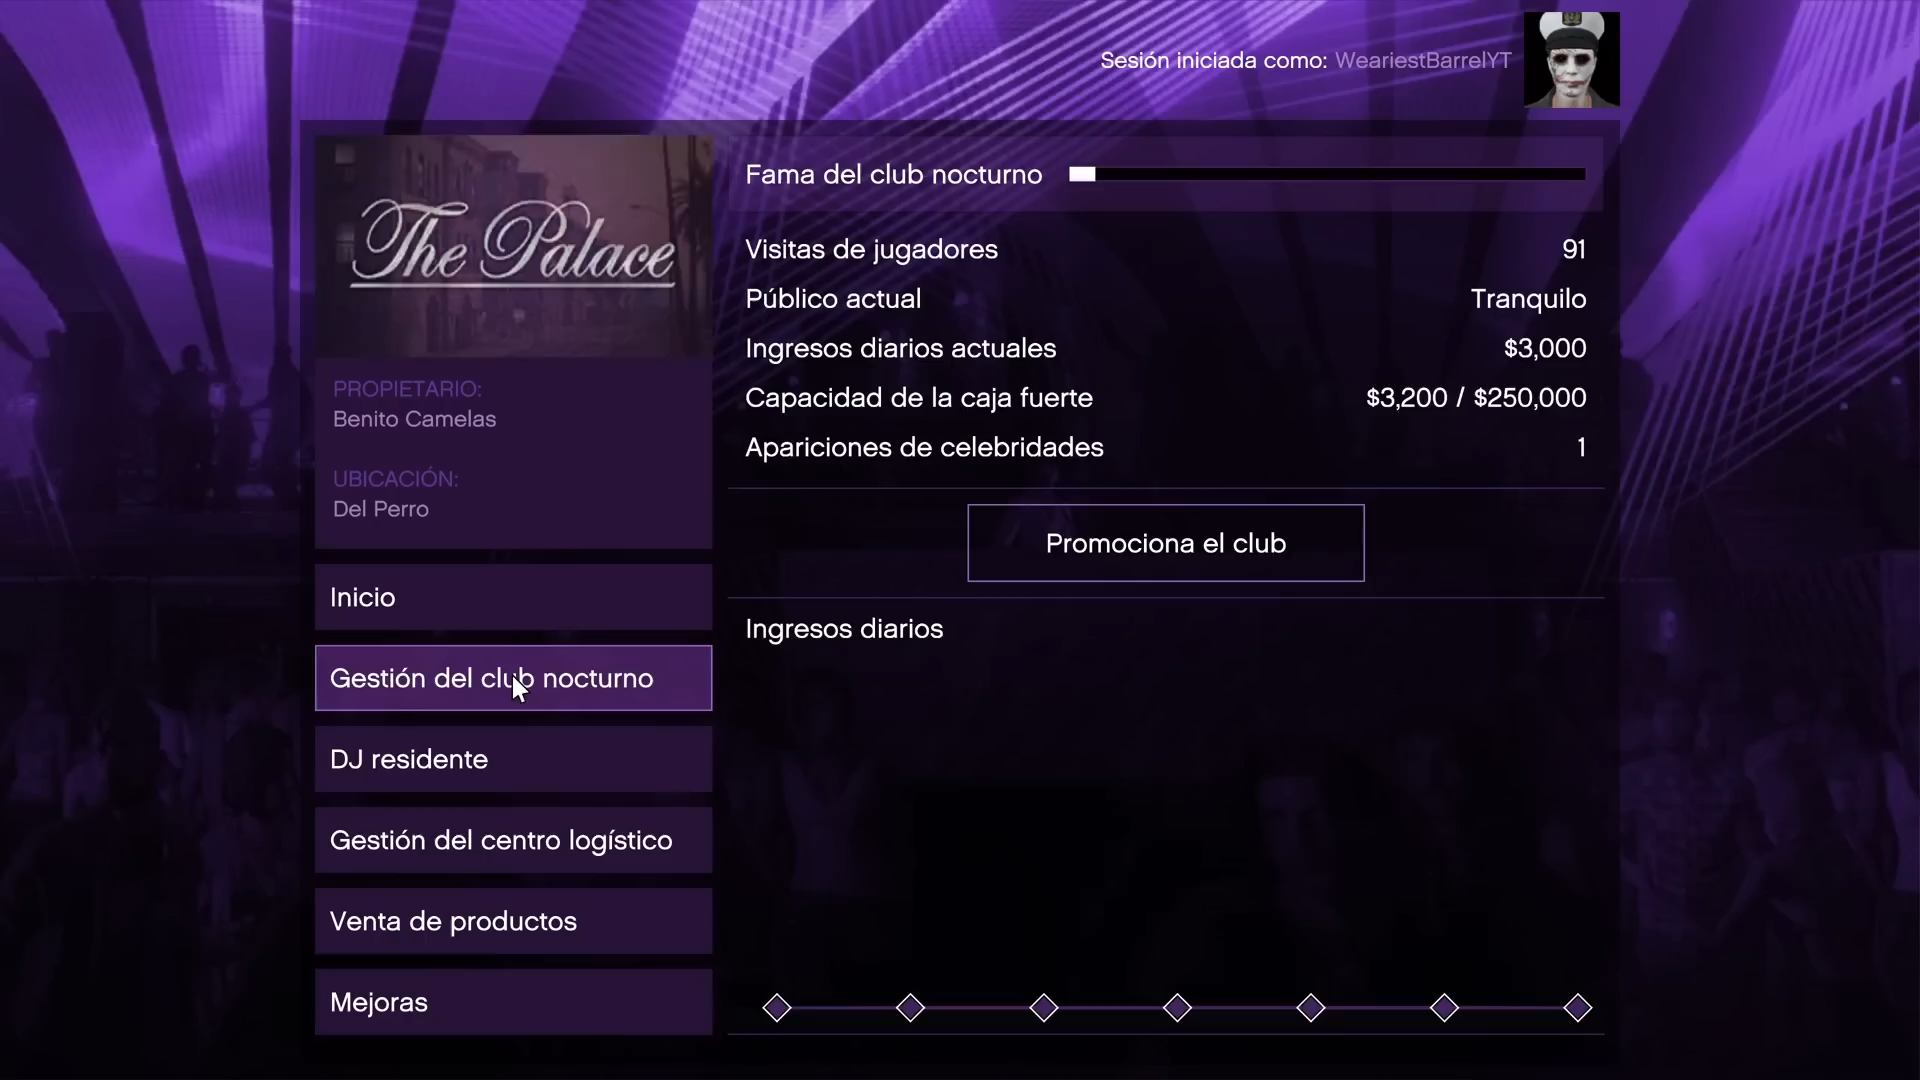 Sesión iniciada como: WeariestBarrelYT
The Palace
PROPIETARIO:
Benito Camelas
UBICACIÓN:
Del Perro
Inicio
Gestión del club nocturno
DJ residente
Gestión del centro logístico
Venta de productos
Mejoras
Fama del club nocturno
Visitas de jugadores 91
Público actual Tranquilo
Ingresos diarios actuales $3,000
Capacidad de la caja fuerte $3,200 / $250,000
Apariciones de celebridades 1
Promociona el club
Ingresos diarios